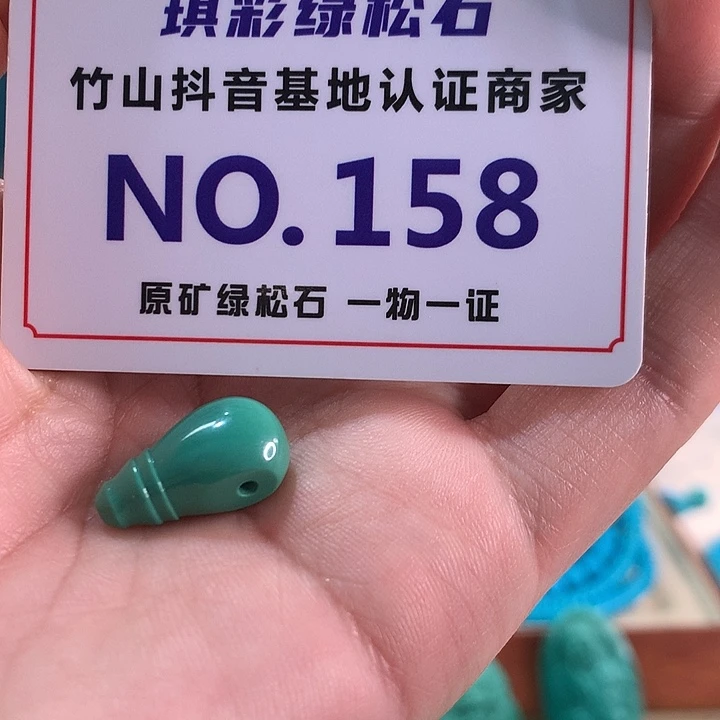 琪彩绿松石
竹山抖音基地认证商家
NO.158
原矿绿松石 一物一证